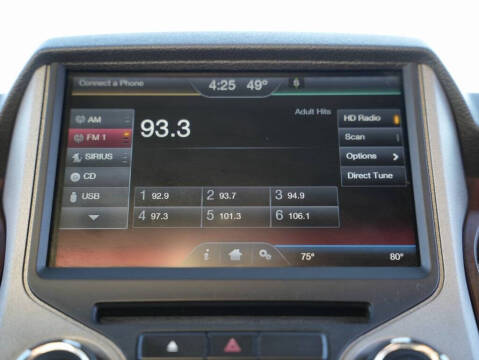 Connect a Phone
4:25 49°
Adult Hits
AM
FM 1
SIRIUS
CD
USB
93.3
HD Radio
Scan
Options
Direct Tune
1 92.9
2 93.7
3 94.9
4 97.3
5 101.3
6 106.1
i
75°
80°